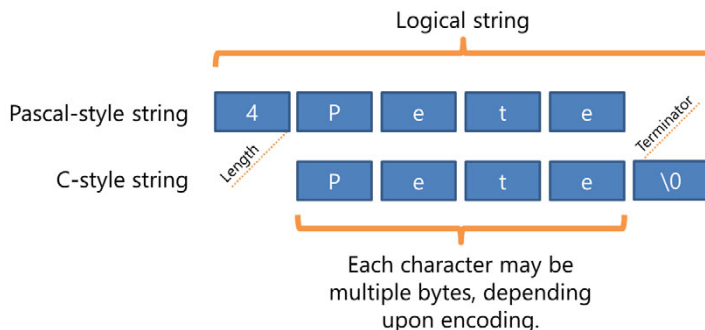 Logical string
Pascal-style string 4 P e t e
Length
Terminator
C-style string P e t e \0
Each character may be
multiple bytes, depending
upon encoding.